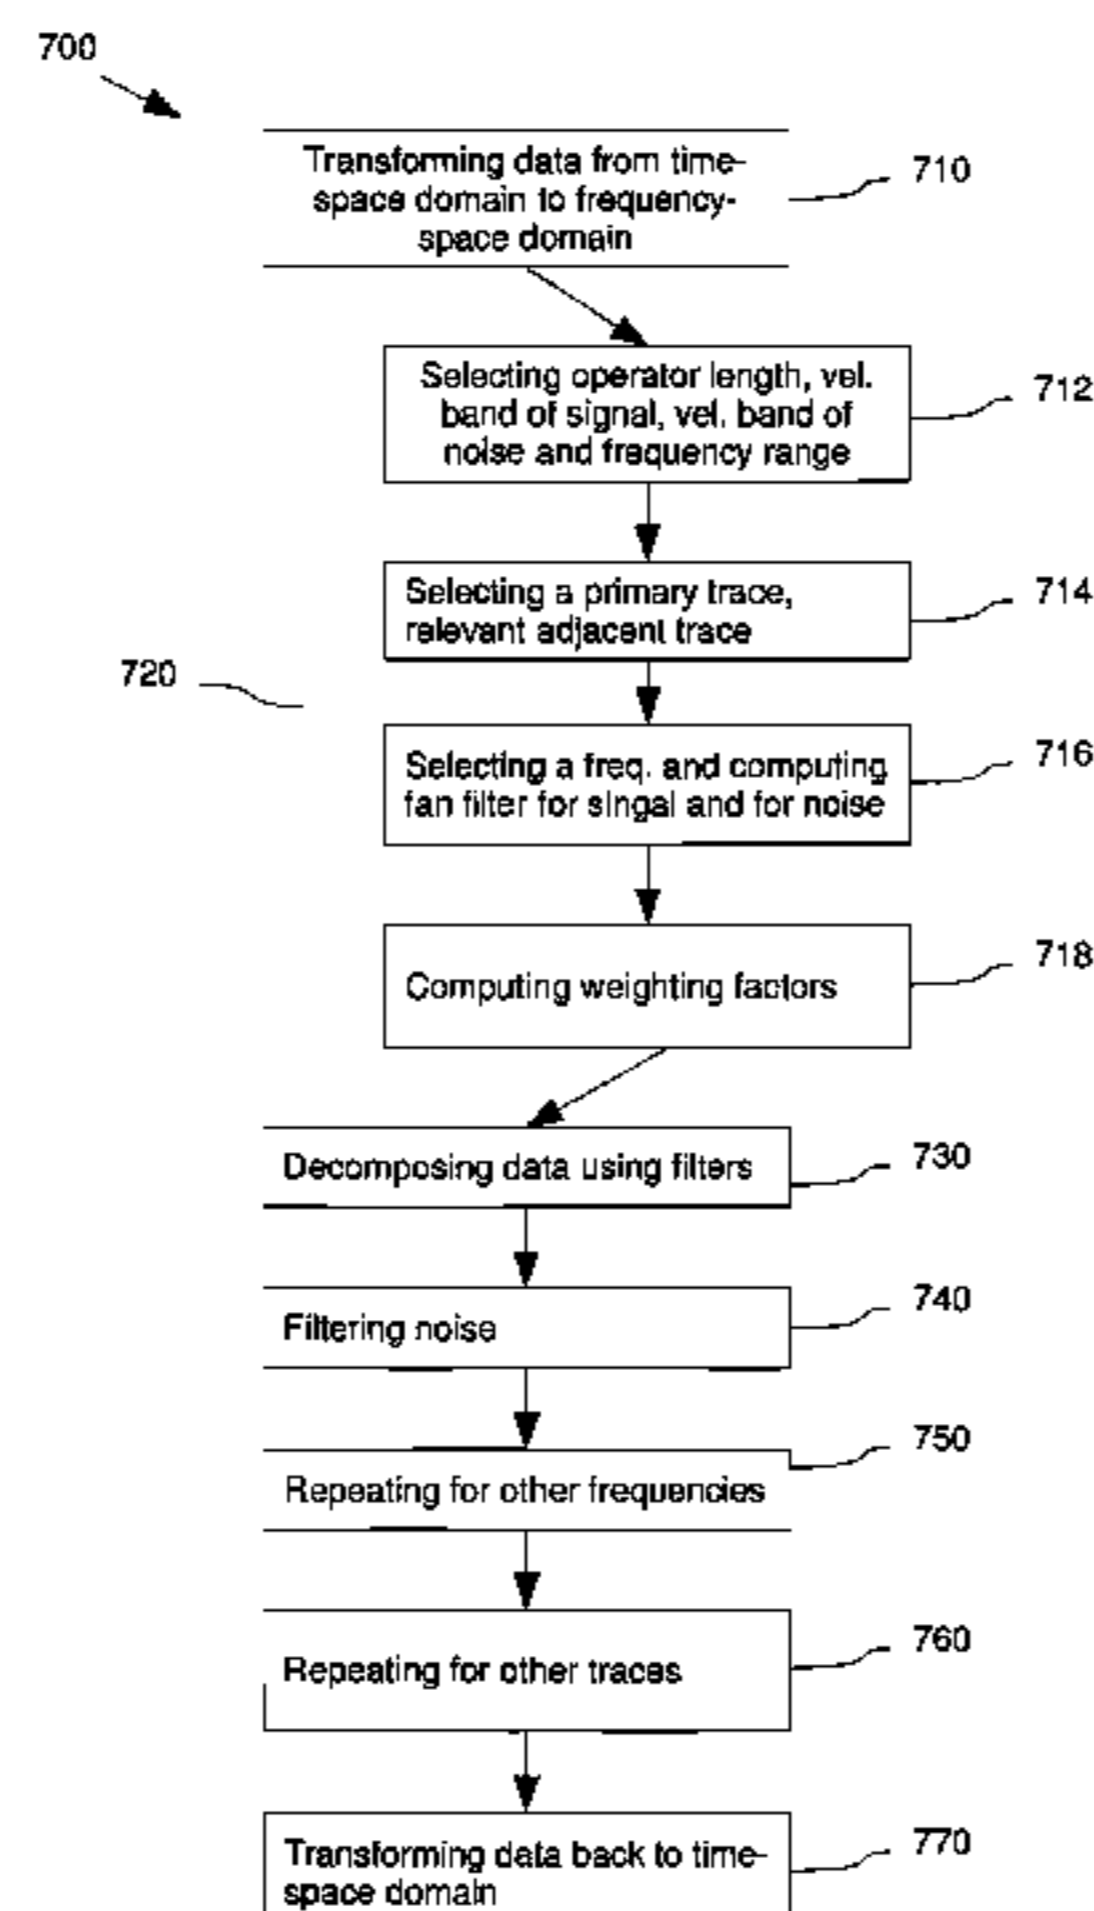 700
Transforming data from time-
space domain to frequency-
space domain
710
Selecting operator length, vel.
band of signal, vel. band of
noise and frequency range
712
Selecting a primary trace,
relevant adjacent trace
714
720
Selecting a freq. and computing
fan filter for singal and for noise
716
Computing weighting factors
718
Decomposing data using filters
730
Filtering noise
740
Repeating for other frequencies
750
Repeating for other traces
760
Transforming data back to time-
space domain
770